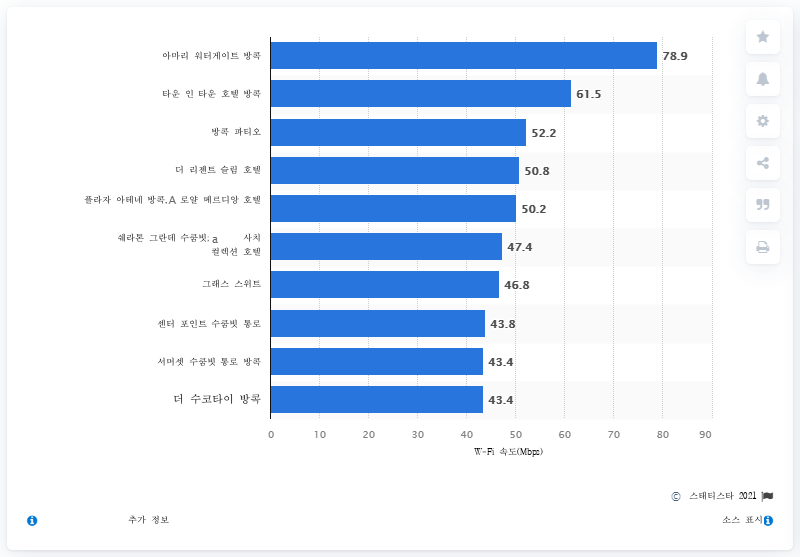 아마리 워터게이트 방콕
78.9
타운 인 타운 호텔 방콕
61.5
방콕 파티오
52.2
더 리젠트 슬림 호텔
50.8
플라자 아테네 방콕,A 로얄 메르디앙 호텔
50.2
쉐라톤 그란데 수쿰빗; a 사치
컬렉션 호텔
47.4
그래스 스위트
46.8
센터 포인트 수쿰빗 통로
43.8
서머셋 수쿰빗 통로 방콕
43.4
더 수코타이 방콕
43.4
0 10 20 30 40 50 60 70 80 90
W-Fi 속도(Mbps)
© 스태티스타 2021
추가 정보
소스 표시